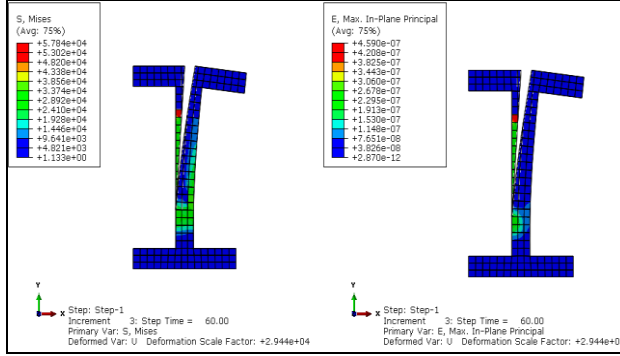 S, Mises
(Avg: 75%)
+5.784e+04
+5.302e+04
+4.820e+04
+4.338e+04
+3.856e+04
+3.374e+04
+2.892e+04
+2.410e+04
+1.928e+04
+1.446e+04
+9.641e+03
+4.821e+03
+1.133e+00
Y
X
Step: Step-1
Increment 3: Step Time = 60.00
Primary Var: S, Mises
Deformed Var: U Deformation Scale Factor: +2.944e+04
E, Max. In-Plane Principal
(Avg: 75%)
+4.590e-07
+4.208e-07
+3.825e-07
+3.443e-07
+3.060e-07
+2.678e-07
+2.295e-07
+1.913e-07
+1.530e-07
+1.148e-07
+7.651e-08
+3.826e-08
+2.870e-12
Y
X
Step: Step-1
Increment 3: Step Time = 60.00
Primary Var: E, Max. In-Plane Principal
Deformed Var: U Deformation Scale Factor: +2.944e+0